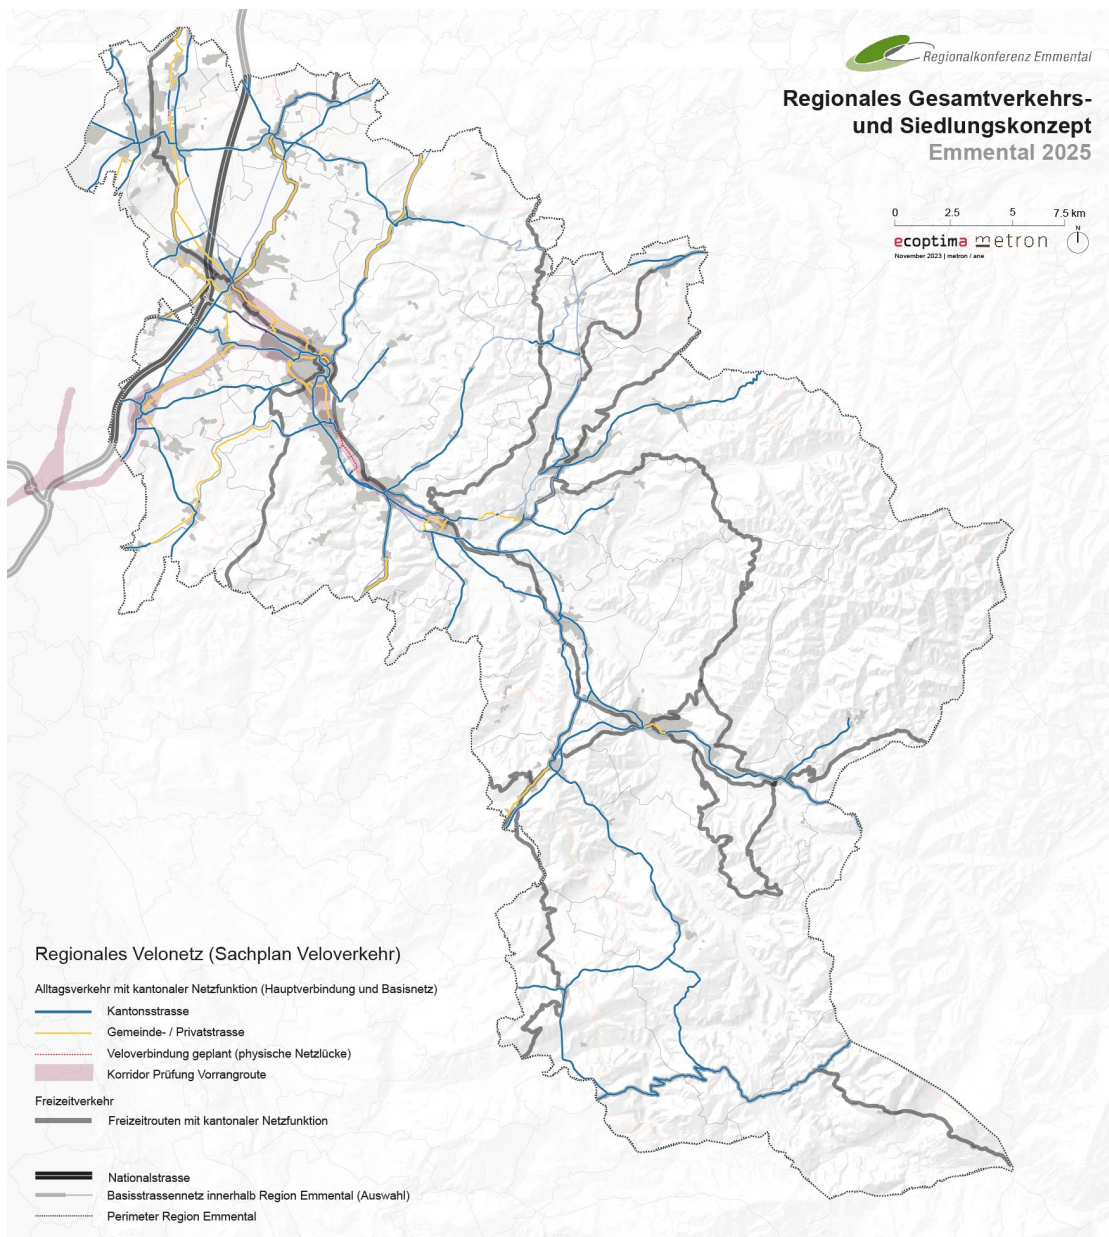 Regionalkonferenz Emmental
Regionales Gesamtverkehrs-
und Siedlungskonzept
Emmental 2025
0 2.5 5 7.5 km
ecoptima metron
N
November 2023 | metron / ane
Regionales Velonetz (Sachplan Veloverkehr)
Alltagsverkehr mit kantonaler Netzfunktion (Hauptverbindung und Basisnetz)
Kantonsstrasse
Gemeinde- / Privatstrasse
Veloverbindung geplant (physische Netzlücke)
Korridor Prüfung Vorrangroute
Freizeitverkehr
Freizeitrouten mit kantonaler Netzfunktion
Nationalstrasse
Basisstrassennetz innerhalb Region Emmental (Auswahl)
Perimeter Region Emmental